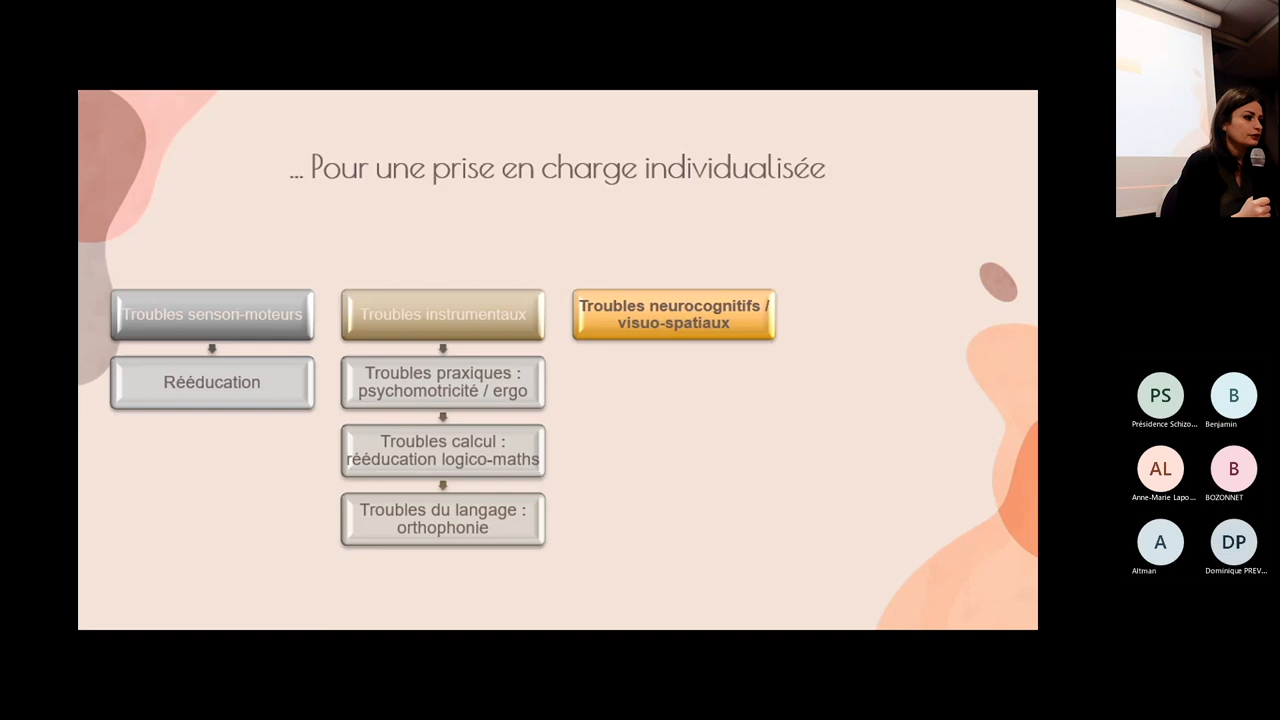 ... Pour une prise en charge individualisée
Troubles sensori-moteurs
Rééducation
Troubles instrumentaux
Troubles praxiques :
psychomotricité / ergo
Troubles calcul :
rééducation logico-maths
Troubles du langage :
orthophonie
Troubles neurocognitifs /
visuo-spatiaux
PS
Présidence Schizo...
B
Benjamin
AL
Anne-Marie Lapo...
B
BOZONNET
A
Altman
DP
Dominique PREV...